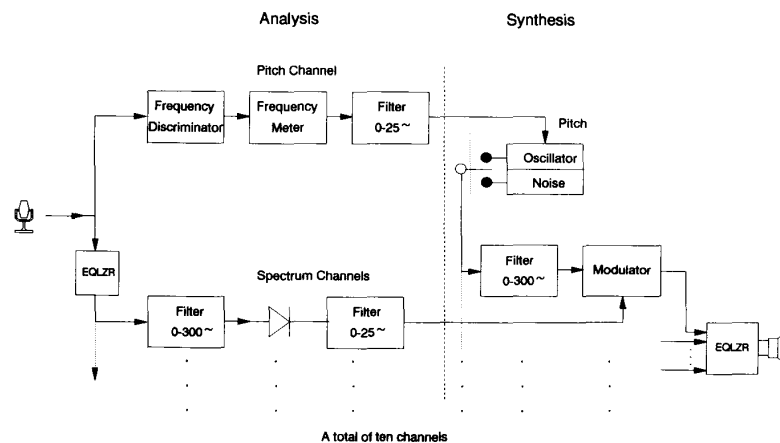 Analysis
Synthesis
Pitch Channel
Frequency
Discriminator
Frequency
Meter
Filter
0-25~
Pitch
Oscillator
Noise
EQLZR
Spectrum Channels
Filter
0-300~
Filter
0-25~
Filter
0-300~
Modulator
EQLZR
A total of ten channels